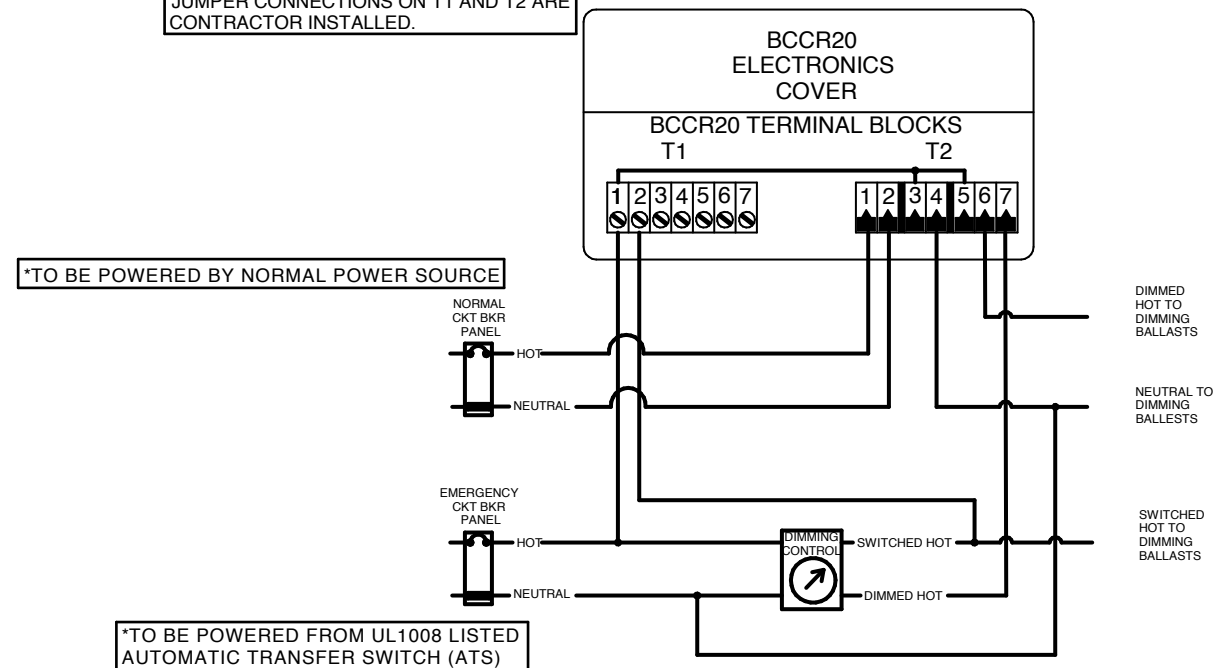 JUMPER CONNECTIONS ON T1 AND T2 ARE
CONTRACTOR INSTALLED.
BCCR20
ELECTRONICS
COVER
BCCR20 TERMINAL BLOCKS
T1 T2
1 2 3 4 5 6 7 1 2 3 4 5 6 7
*TO BE POWERED BY NORMAL POWER SOURCE
NORMAL
CKT BKR
PANEL
HOT
NEUTRAL
DIMMED
HOT TO
DIMMING
BALLASTS
NEUTRAL TO
DIMMING
BALLESTS
EMERGENCY
CKT BKR
PANEL
HOT
NEUTRAL
DIMMING
CONTROL
SWITCHED HOT
DIMMED HOT
SWITCHED
HOT TO
DIMMING
BALLASTS
*TO BE POWERED FROM UL1008 LISTED
AUTOMATIC TRANSFER SWITCH (ATS)